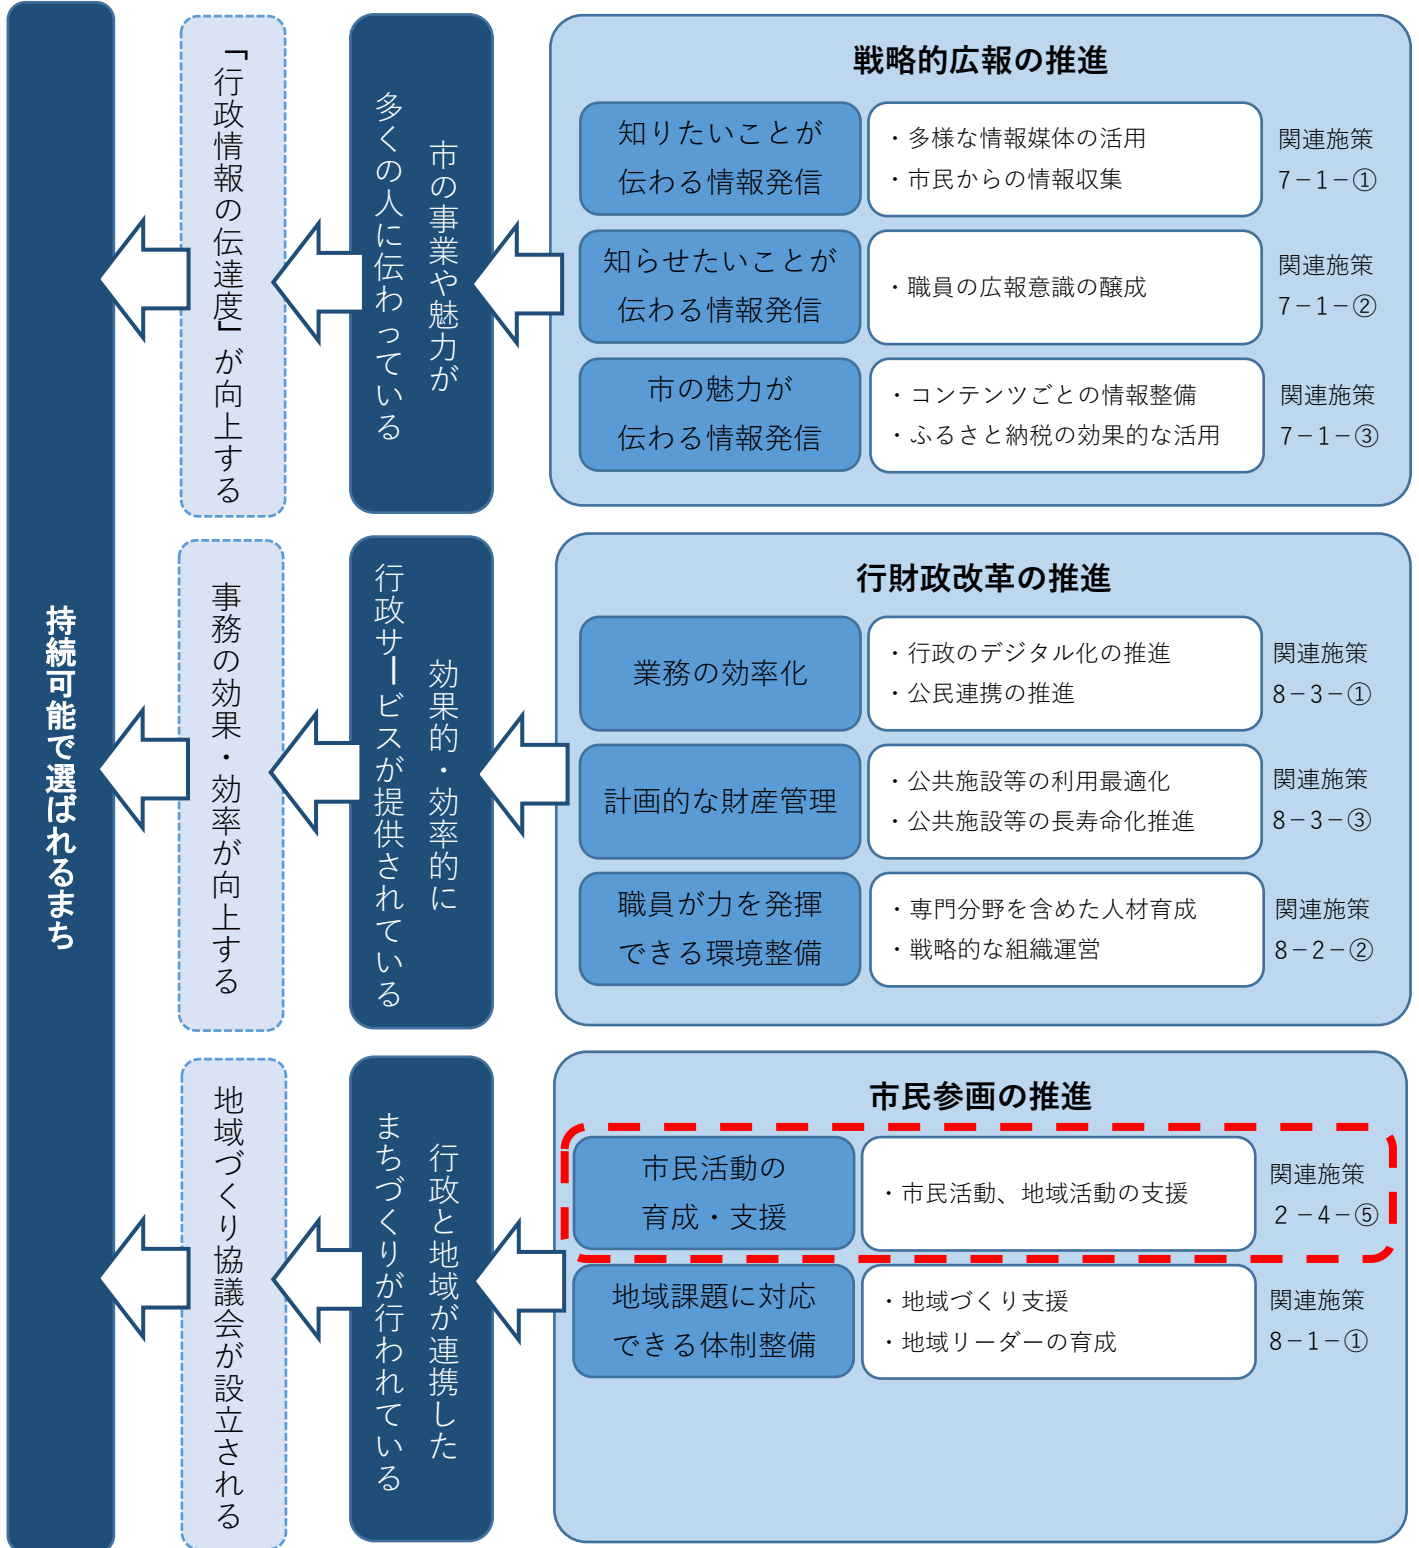 持続可能で選ばれるまち
「行政情報の伝達度」が向上する
市の事業や魅力が
多くの人に伝わっている
戦略的広報の推進
知りたいことが
伝わる情報発信
・多様な情報媒体の活用
・市民からの情報収集
関連施策
7－1－①
知らせたいことが
伝わる情報発信
・職員の広報意識の醸成
関連施策
7－1－②
市の魅力が
伝わる情報発信
・コンテンツごとの情報整備
・ふるさと納税の効果的な活用
関連施策
7－1－③
事務の効果・効率が向上する
効果的・効率的に
行政サービスが提供されている
行財政改革の推進
業務の効率化
・行政のデジタル化の推進
・公民連携の推進
関連施策
8－3－①
計画的な財産管理
・公共施設等の利用最適化
・公共施設等の長寿命化推進
関連施策
8－3－③
職員が力を発揮
できる環境整備
・専門分野を含めた人材育成
・戦略的な組織運営
関連施策
8－2－②
地域づくり協議会が設立される
行政と地域が連携した
まちづくりが行われている
市民参画の推進
市民活動の
育成・支援
・市民活動、地域活動の支援
関連施策
2－4－⑤
地域課題に対応
できる体制整備
・地域づくり支援
・地域リーダーの育成
関連施策
8－1－①